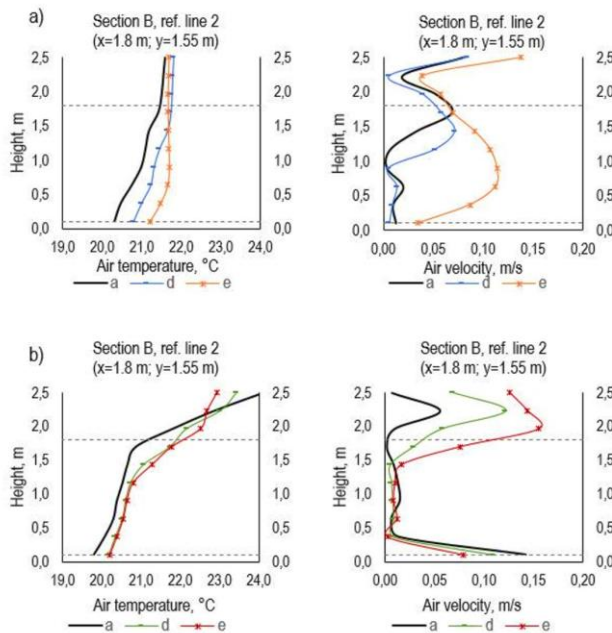 a)
Section B, ref. line 2
(x=1.8 m; y=1.55 m)
2,5 2,5
2,0 2,0
1,5 1,5
1,0 1,0
0,5 0,5
0,0 0,0
Height, m
19,0 20,0 21,0 22,0 23,0 24,0
Air temperature, °C
a d e
Section B, ref. line 2
(x=1.8 m; y=1.55 m)
2,5 2,5
2,0 2,0
1,5 1,5
1,0 1,0
0,5 0,5
0,0 0,0
Height, m
0,00 0,05 0,10 0,15 0,20
Air velocity, m/s
a d e
b)
Section B, ref. line 2
(x=1.8 m; y=1.55 m)
2,5 2,5
2,0 2,0
1,5 1,5
1,0 1,0
0,5 0,5
0,0 0,0
Height, m
19,0 20,0 21,0 22,0 23,0 24,0
Air temperature, °C
a d e
Section B, ref. line 2
(x=1.8 m; y=1.55 m)
2,5 2,5
2,0 2,0
1,5 1,5
1,0 1,0
0,5 0,5
0,0 0,0
Height, m
0,00 0,05 0,10 0,15 0,20
Air velocity, m/s
a d e